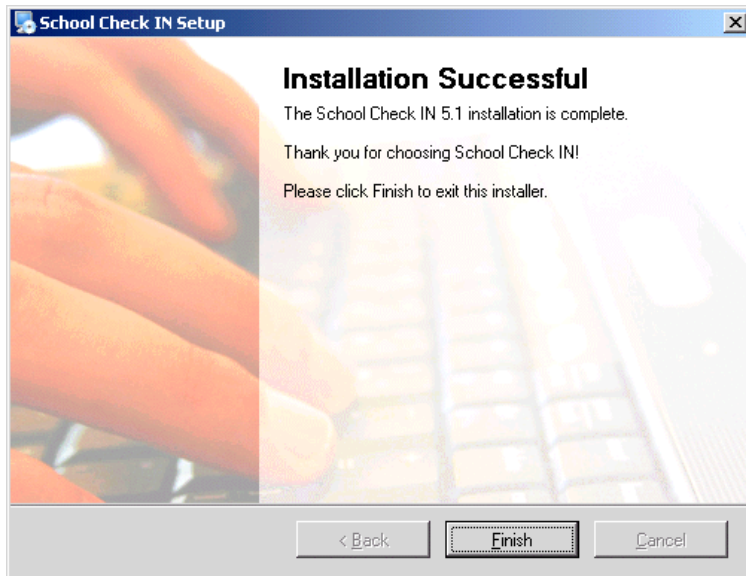 School Check IN Setup
Installation Successful
The School Check IN 5.1 installation is complete.
Thank you for choosing School Check IN!
Please click Finish to exit this installer.
< Back
Finish
Cancel